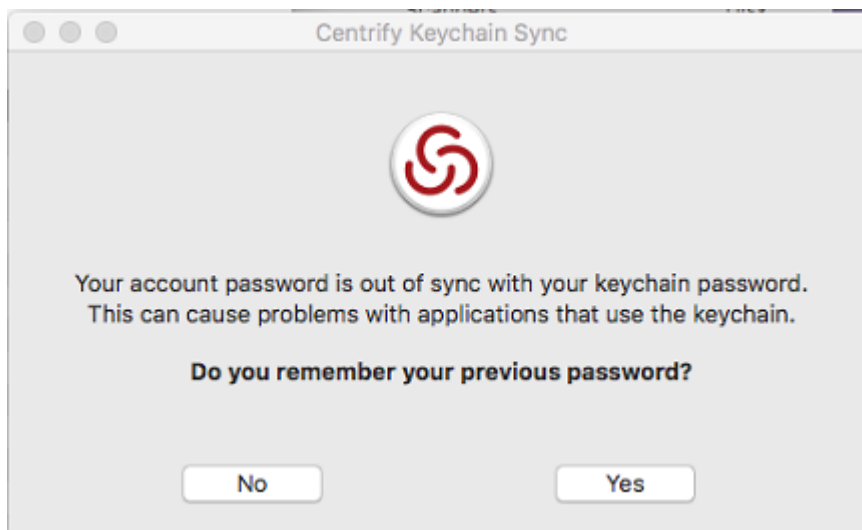 Centrify Keychain Sync
Your account password is out of sync with your keychain password.
This can cause problems with applications that use the keychain.
Do you remember your previous password?
No
Yes